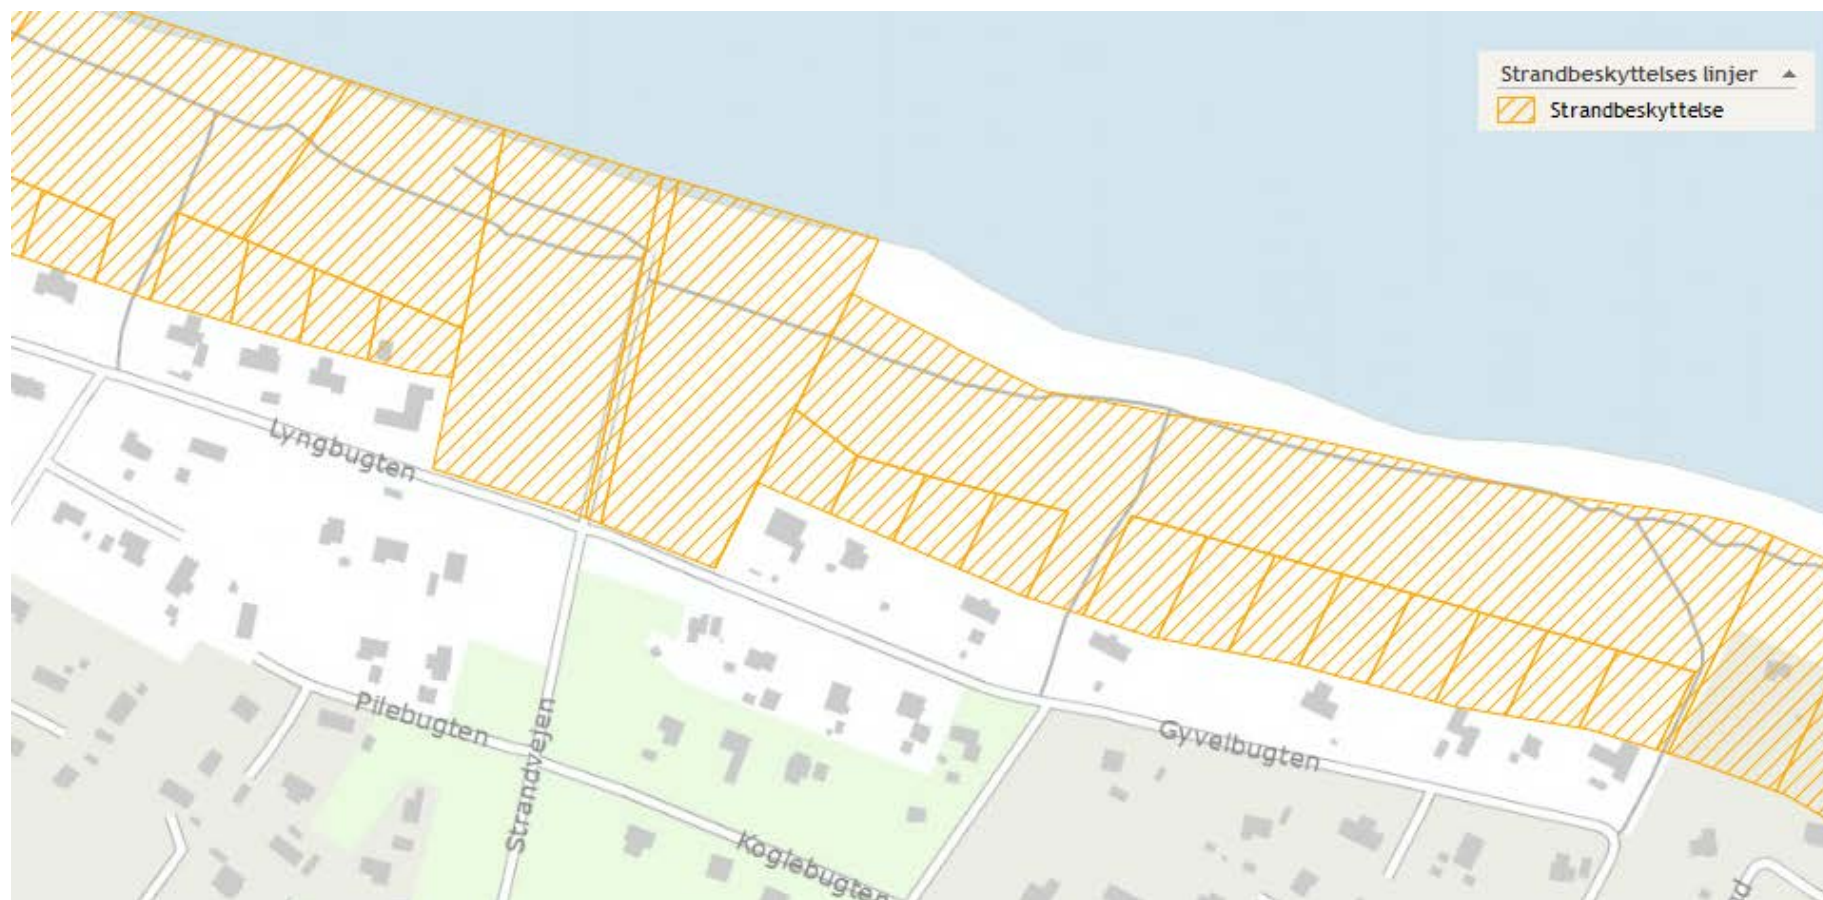 Strandbeskyttelses linjer
Strandbeskyttelse
Lyngbugten
Pilebugten
Strandvejen
Gyvelbugten
Koglebugten